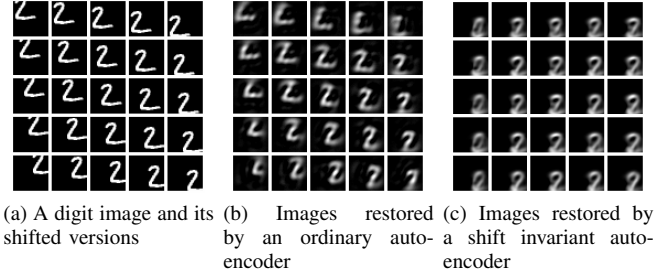 (a) A digit image and its
shifted versions
(b) Images restored
by an ordinary auto-
encoder
(c) Images restored by
a shift invariant auto-
encoder